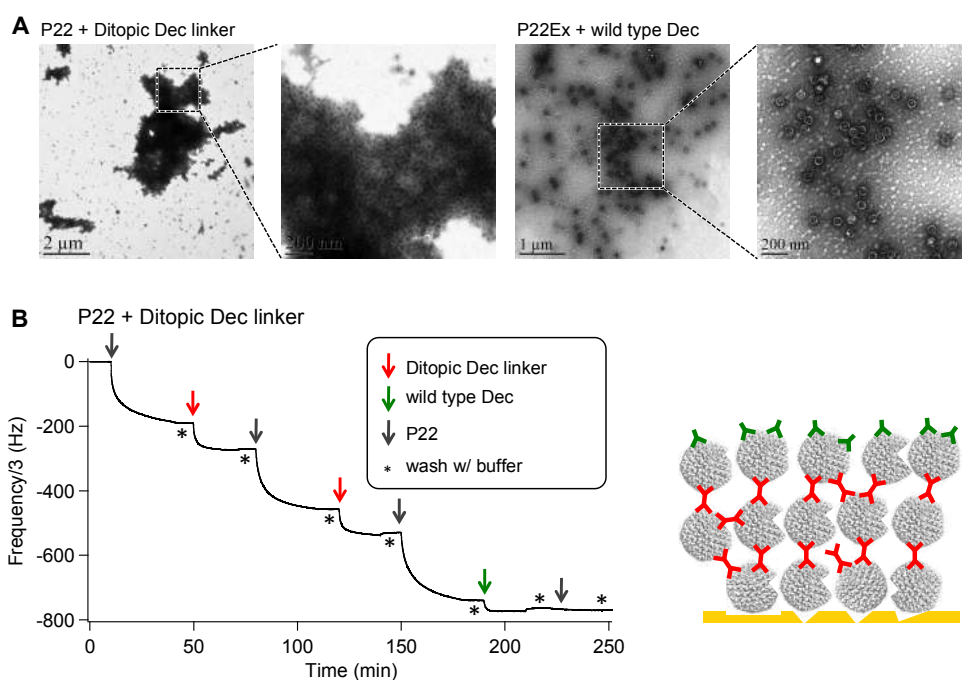 A
P22 + Ditopic Dec linker
P22Ex + wild type Dec
2 µm
200 nm
1 µm
200 nm
B
P22 + Ditopic Dec linker
Ditopic Dec linker
wild type Dec
P22
* wash w/ buffer
0
-200
-400
-600
-800
Frequency/3 (Hz)
* * * * * * *
0 50 100 150 200 250
Time (min)